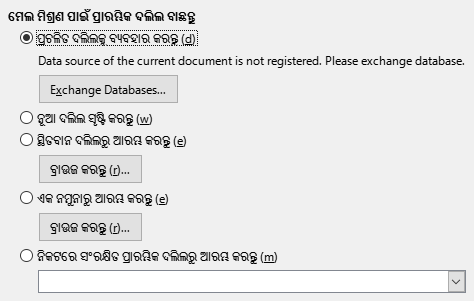 ମେଲ ମିଶ୍ରଣ ପାଇଁ ପ୍ରାରମ୍ଭିକ ଦଲିଲ ବାଛନ୍ତୁ
ପ୍ରଚଳିତ ଦଲିଲକୁ ବ୍ୟବହାର କରନ୍ତୁ (d)
Data source of the current document is not registered. Please exchange database.
Exchange Databases...
ନୂଆ ଦଲିଲ ସୃଷ୍ଟି କରନ୍ତୁ (w)
ସ୍ଥିତବାନ ଦଲିଲରୁ ଆରମ୍ଭ କରନ୍ତୁ (e)
ବ୍ରାଉଜ କରନ୍ତୁ (r)...
ଏକ ନମୁନାରୁ ଆରମ୍ଭ କରନ୍ତୁ (e)
ବ୍ରାଉଜ କରନ୍ତୁ (r)...
ନିକଟରେ ସଂରକ୍ଷିତ ପ୍ରାରମ୍ଭିକ ଦଲିଲରୁ ଆରମ୍ଭ କରନ୍ତୁ (m)